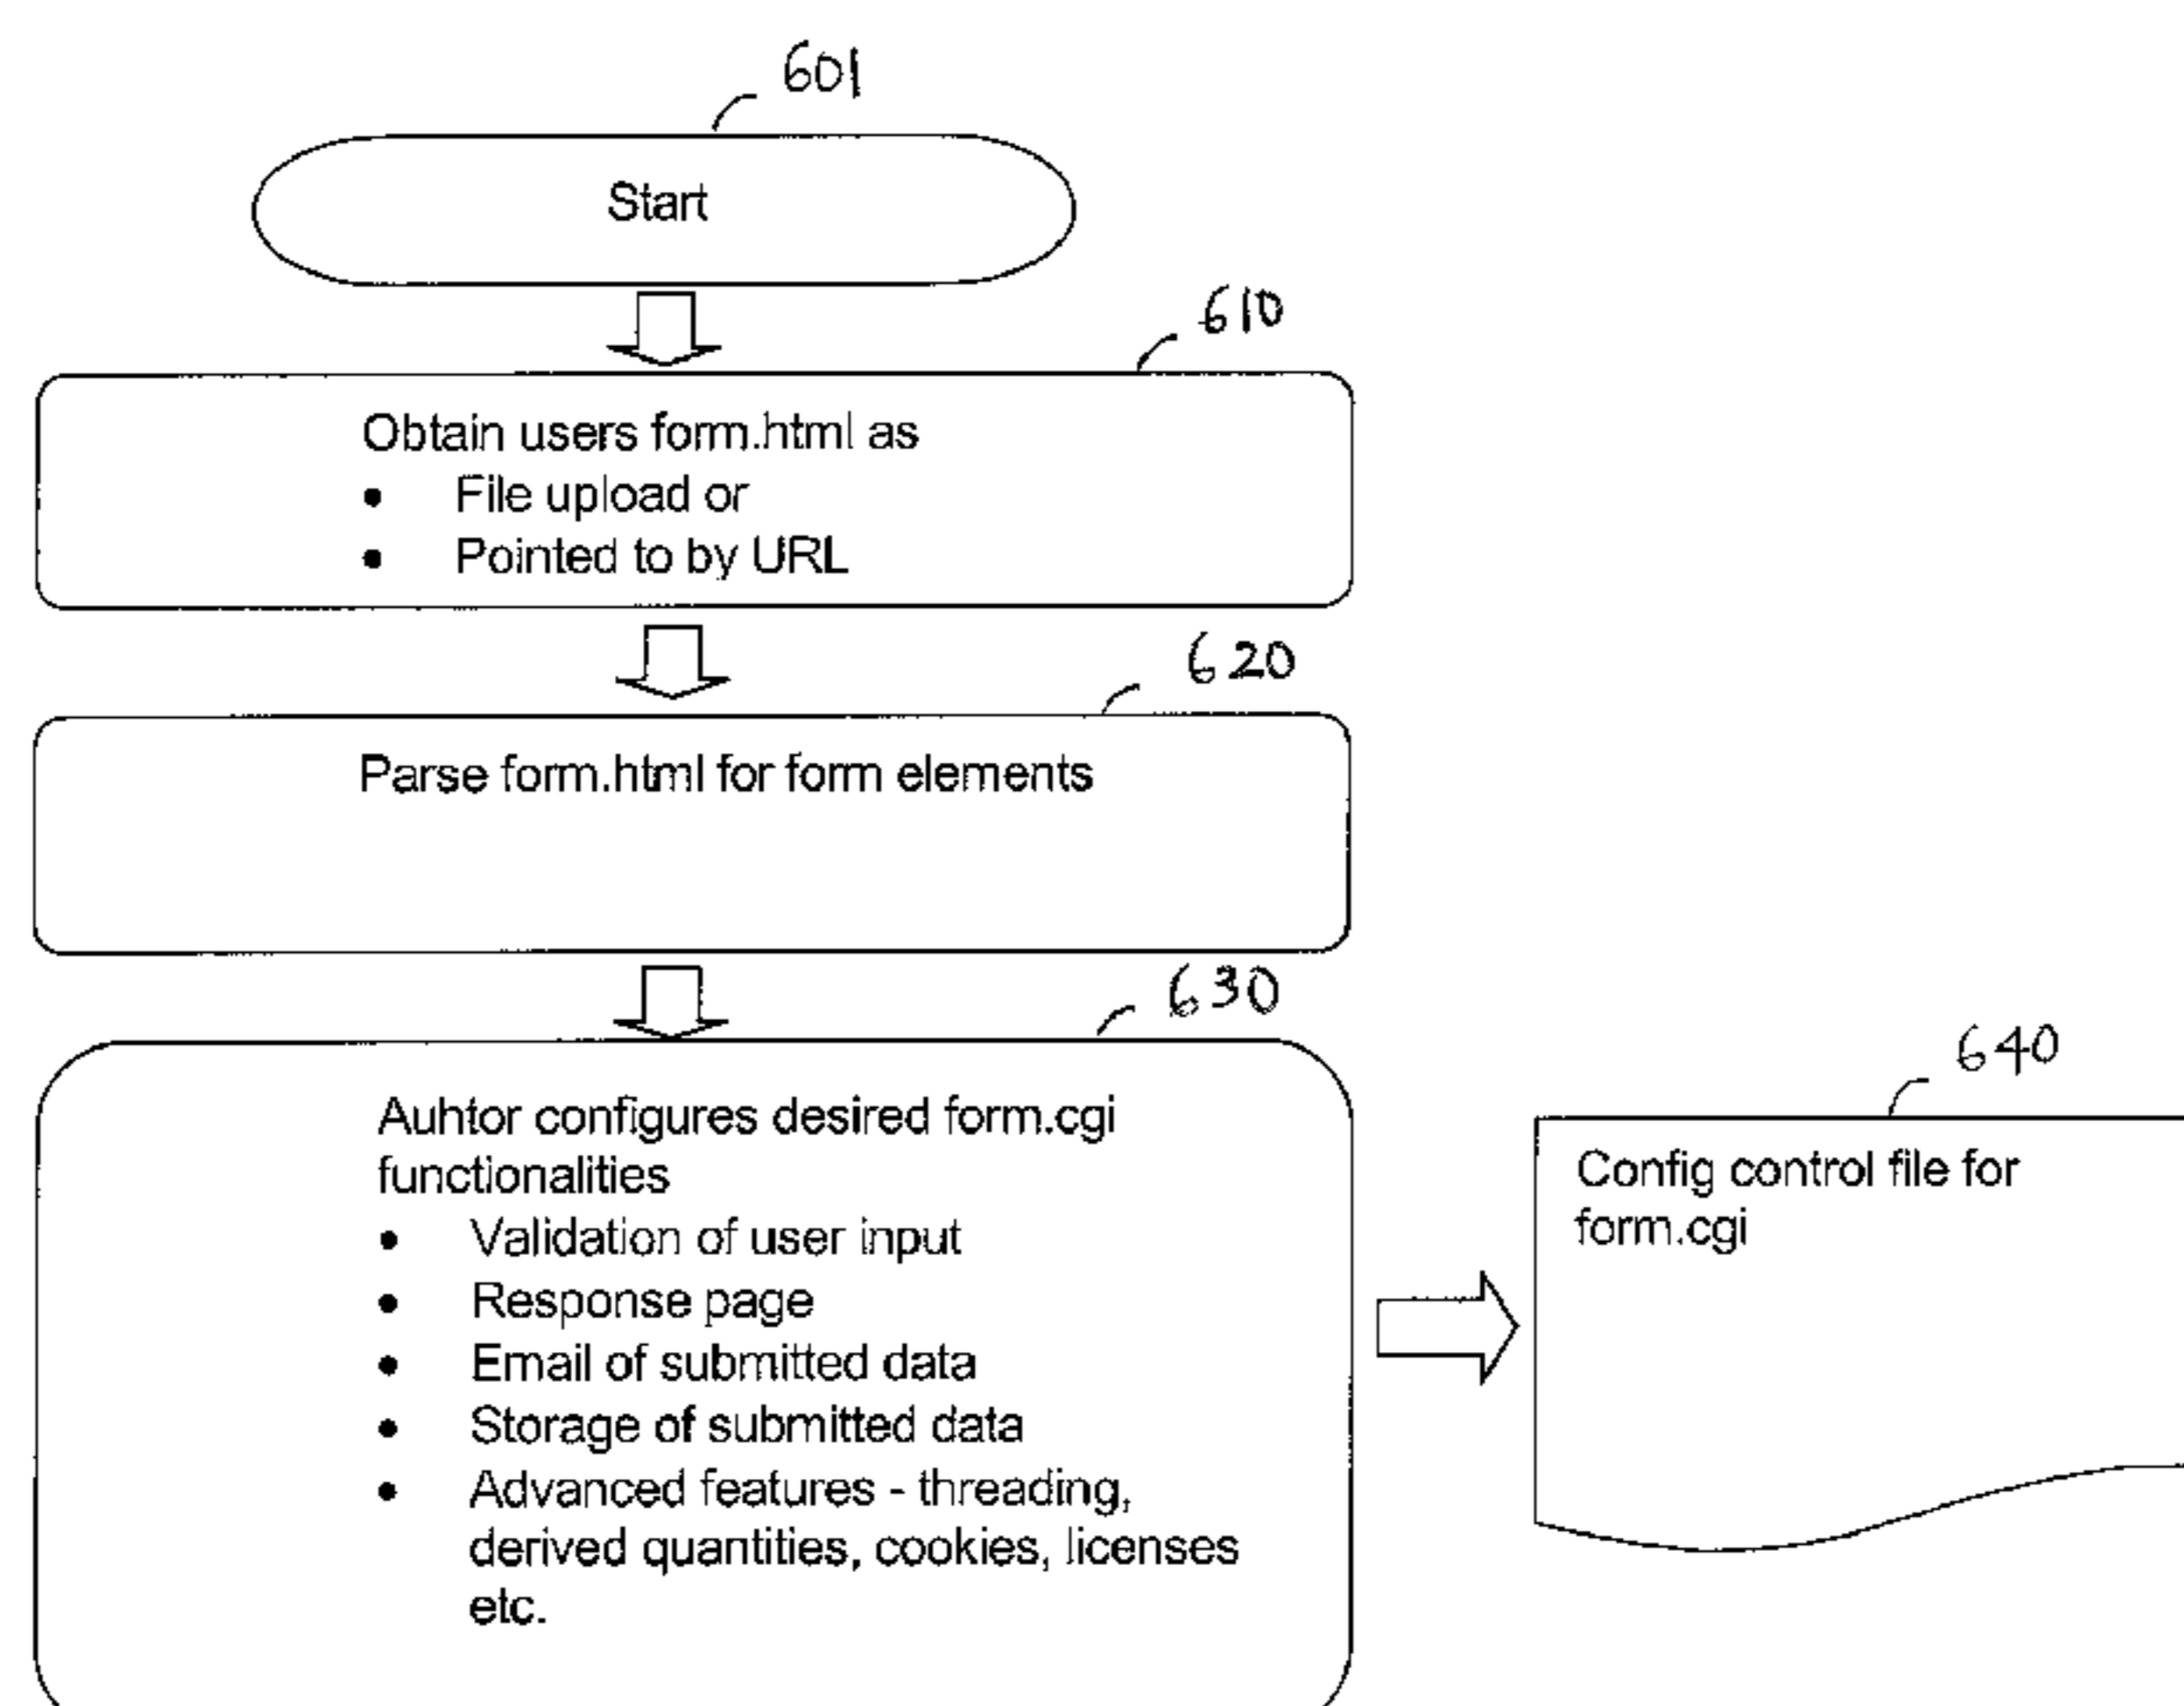 601
Start
610
Obtain users form.html as
• File upload or
• Pointed to by URL
620
Parse form.html for form elements
630
Auhtor configures desired form.cgi
functionalities
• Validation of user input
• Response page
• Email of submitted data
• Storage of submitted data
• Advanced features - threading,
derived quantities, cookies, licenses
etc.
640
Config control file for
form.cgi